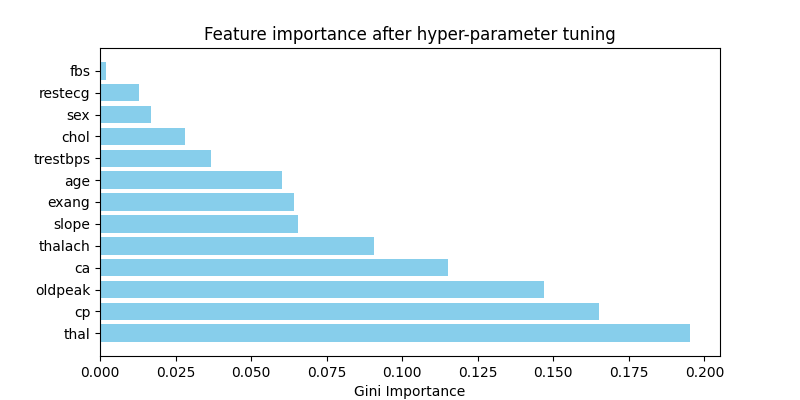 Feature importance after hyper-parameter tuning
fbs
restecg
sex
chol
trestbps
age
exang
slope
thalach
ca
oldpeak
cp
thal
0.000 0.025 0.050 0.075 0.100 0.125 0.150 0.175 0.200
Gini Importance